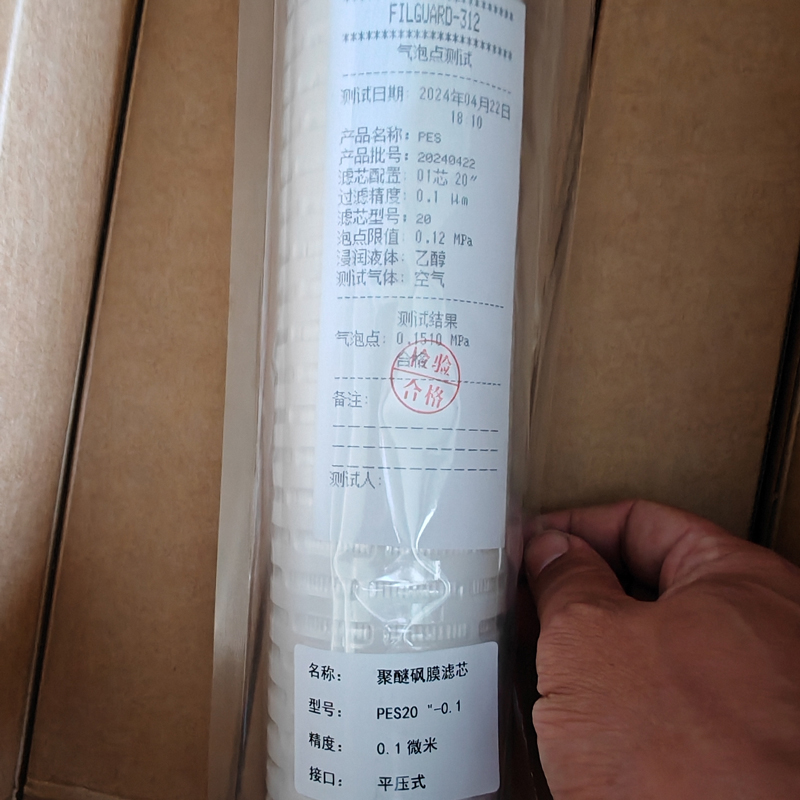 FILGUARD-312
********************
气泡点测试
测试日期: 2024年04月22日
18 10
产品名称: PES
产品批号: 20240422
滤芯配置: 01芯 20"
过滤精度: 0.1 μm
滤芯型号: 20
泡点限值: 0.12 MPa
浸润液体: 乙醇
测试气体: 空气
测试结果
气泡点: 0.1510 MPa
合格
检验
合格
备注:
测试人:
名称: 聚醚砜膜滤芯
型号: PES20 "-0.1
精度: 0.1微米
接口: 平压式